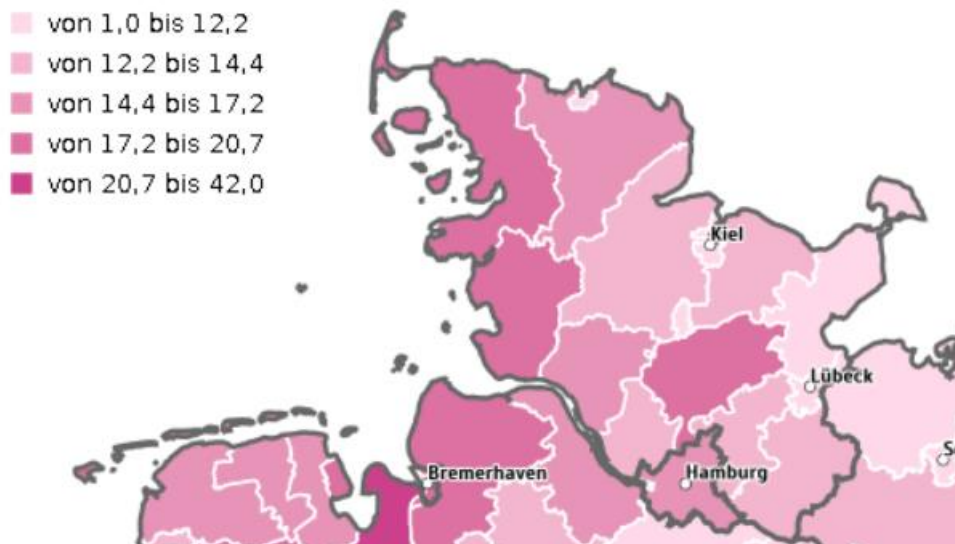 von 1,0 bis 12,2
von 12,2 bis 14,4
von 14,4 bis 17,2
von 17,2 bis 20,7
von 20,7 bis 42,0
Kiel
Lübeck
Bremerhaven
Hamburg